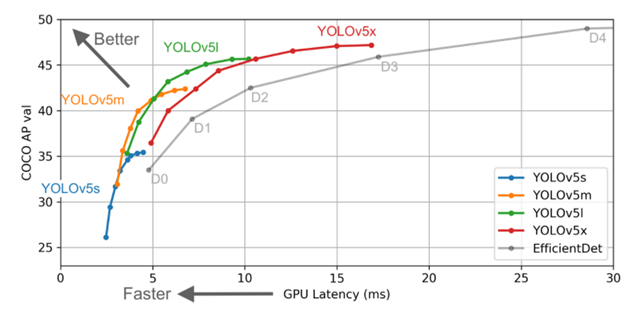 50
45
40
35
30
25
COCO AP val
Better
YOLOv5s
YOLOv5m
YOLOv5l
YOLOv5x
D0
D1
D2
D3
D4
YOLOv5s
YOLOv5m
YOLOv5l
YOLOv5x
EfficientDet
0 5 10 15 20 25 30
Faster GPU Latency (ms)